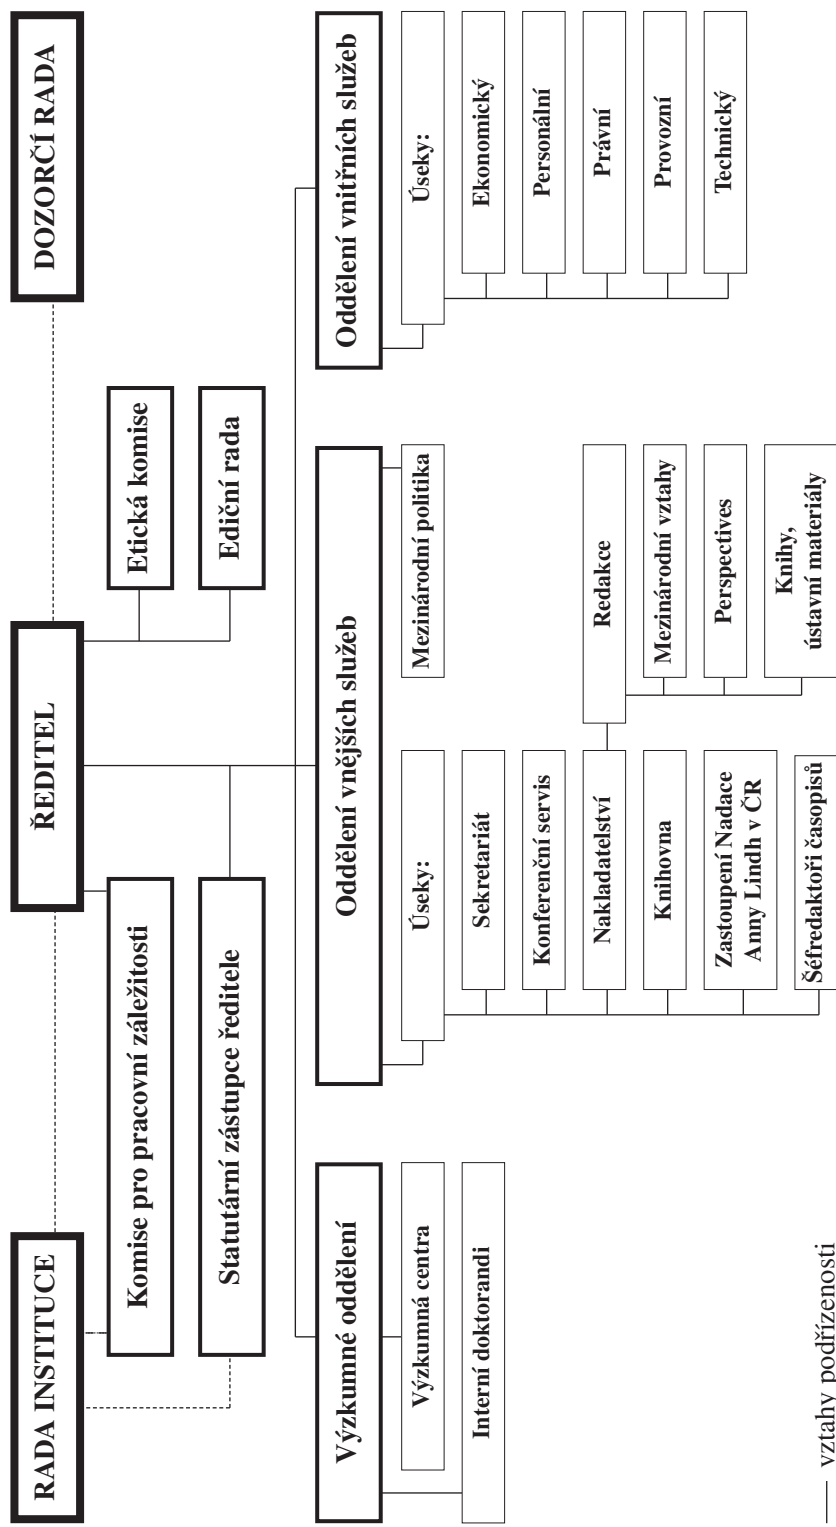 RADA INSTITUCE
ŘEDITEL
DOZORČÍ RADA
Komise pro pracovní záležitosti
Etická komise
Statutární zástupce ředitele
Ediční rada
Výzkumné oddělení
Oddělení vnějších služeb
Oddělení vnitřních služeb
Výzkumná centra
Interní doktorandi
Úseky:
Sekretariát
Konferenční servis
Nakladatelství
Knihovna
Zastoupení Nadace
Anny Lindh v ČR
Šéfredaktoři časopisů
Mezinárodní politika
Redakce
Mezinárodní vztahy
Perspectives
Knihy,
ústavní materiály
Úseky:
Ekonomický
Personální
Právní
Provozní
Technický
vztahy podřízenosti